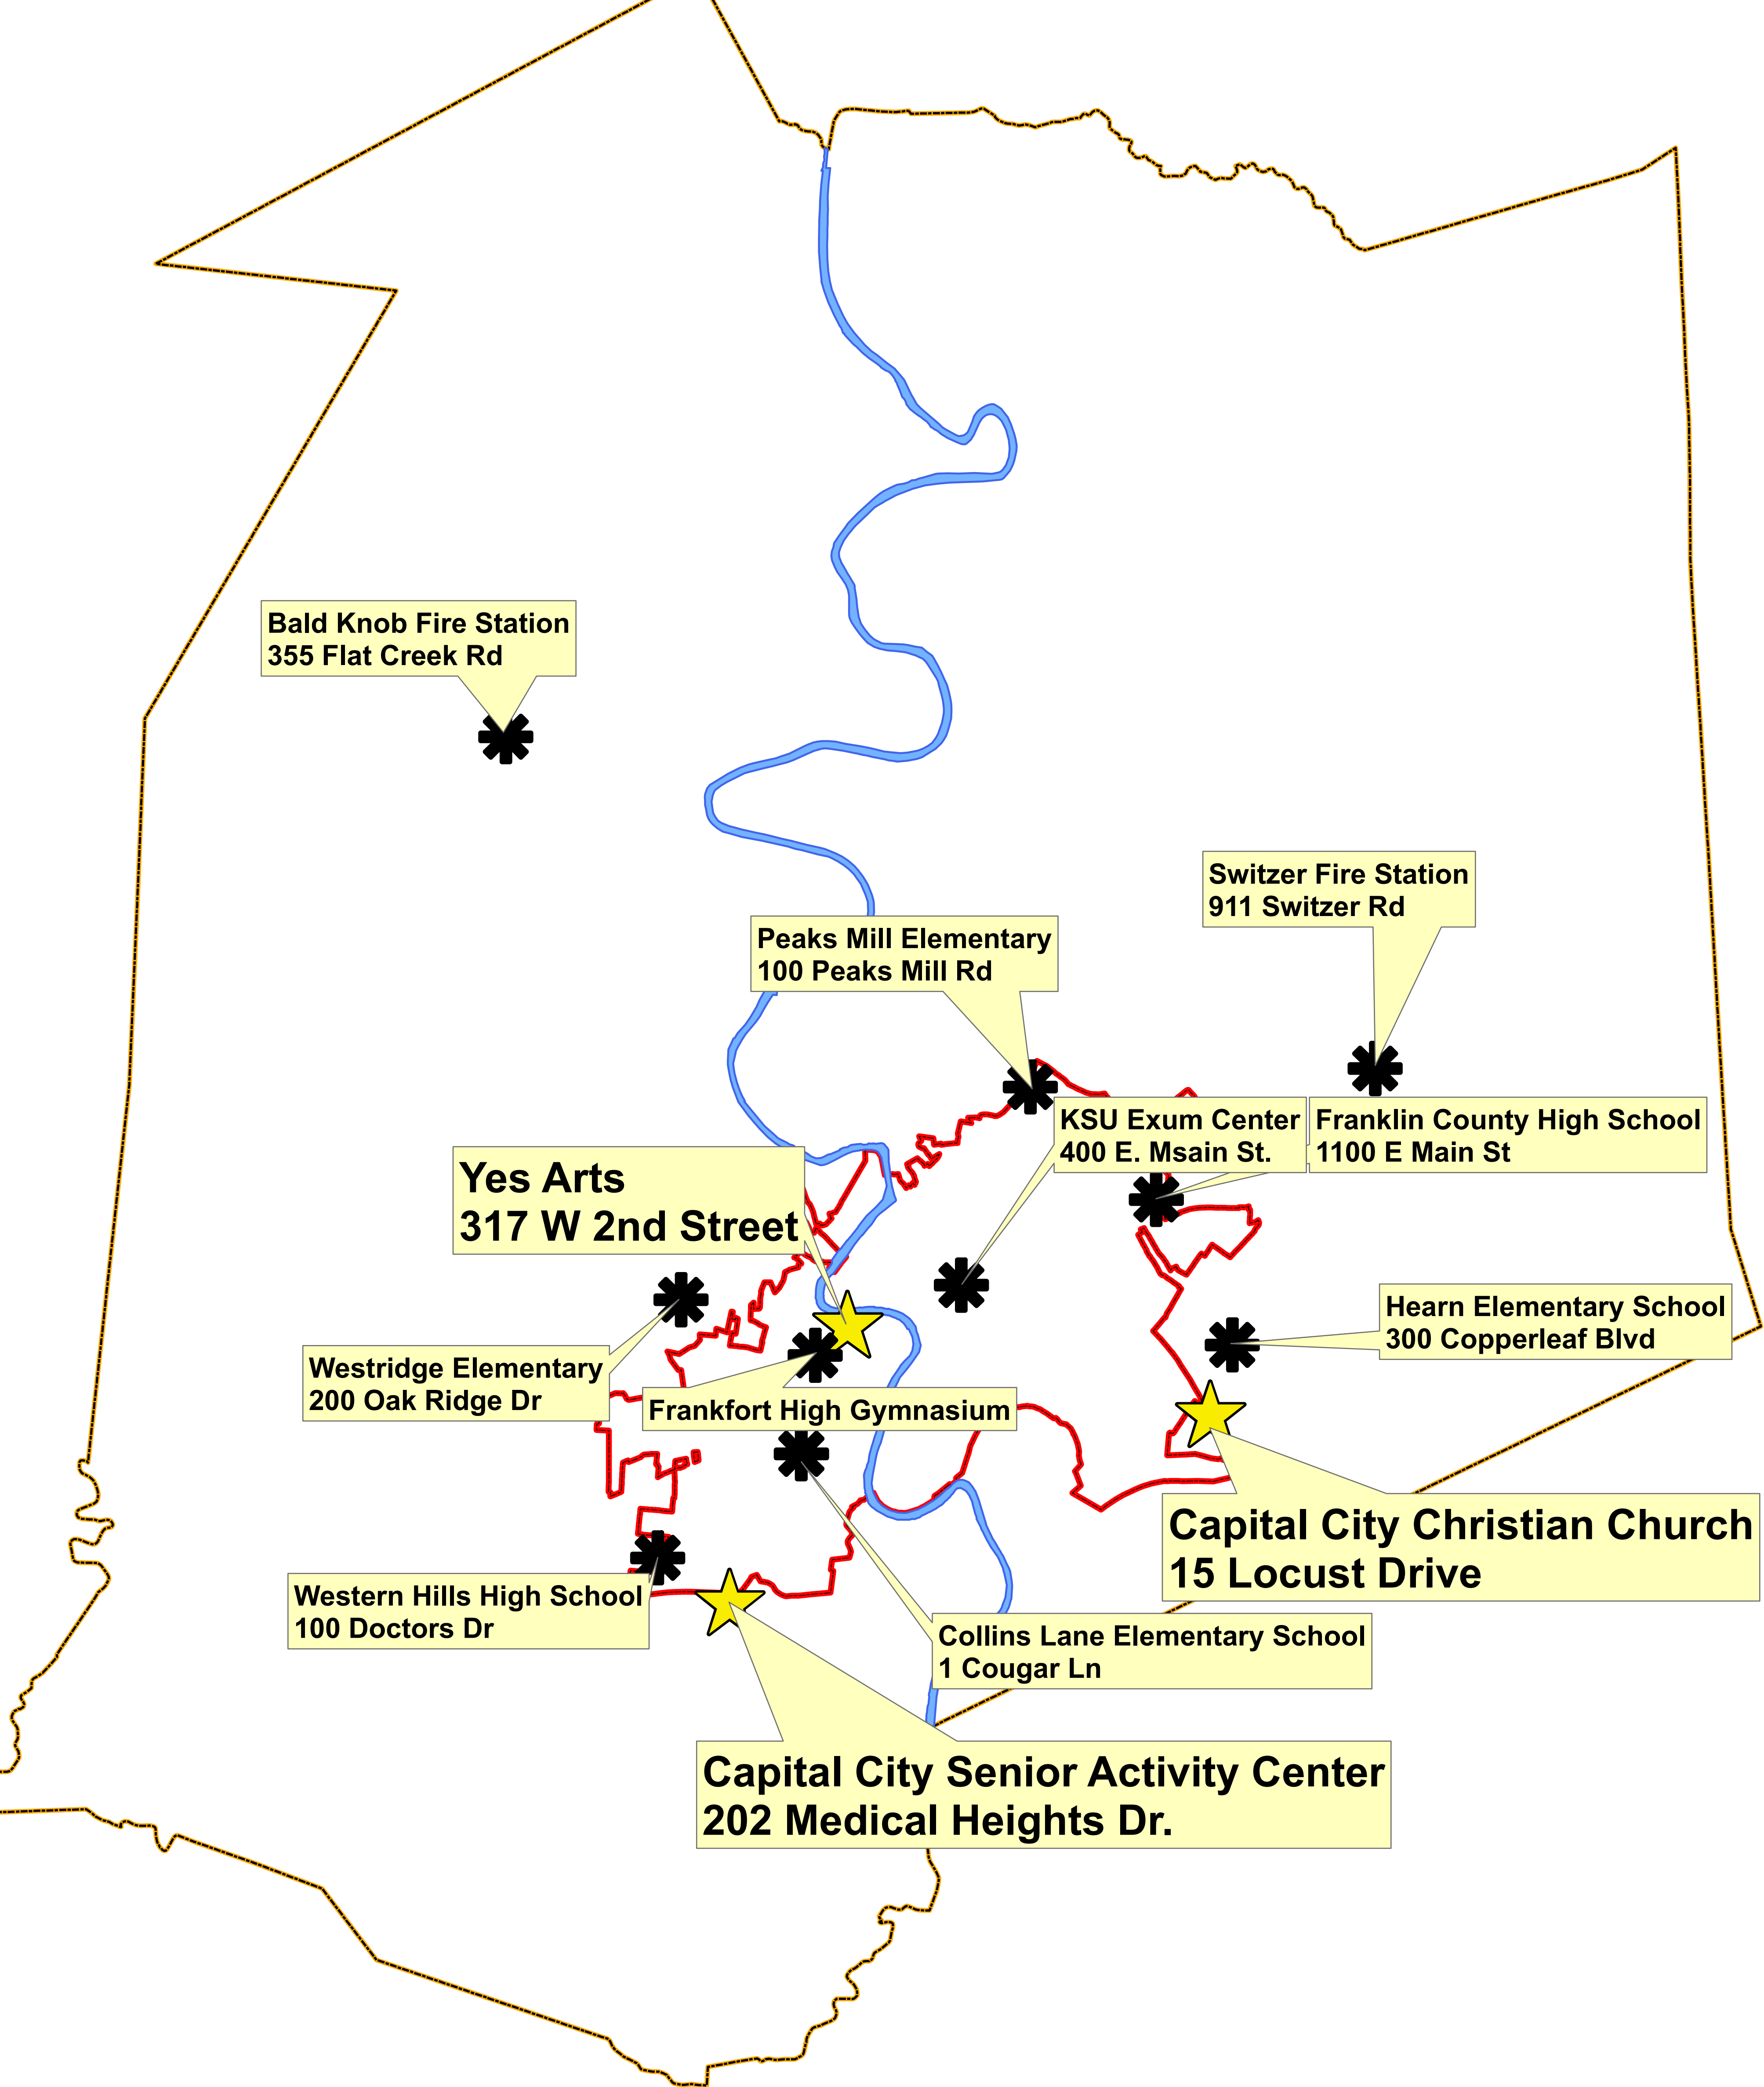 Bald Knob Fire Station
355 Flat Creek Rd
Switzer Fire Station
911 Switzer Rd
Peaks Mill Elementary
100 Peaks Mill Rd
KSU Exum Center
400 E. Msain St.
Franklin County High School
1100 E Main St
Yes Arts
317 W 2nd Street
Hearn Elementary School
300 Copperleaf Blvd
Westridge Elementary
200 Oak Ridge Dr
Frankfort High Gymnasium
Capital City Christian Church
15 Locust Drive
Western Hills High School
100 Doctors Dr
Collins Lane Elementary School
1 Cougar Ln
Capital City Senior Activity Center
202 Medical Heights Dr.